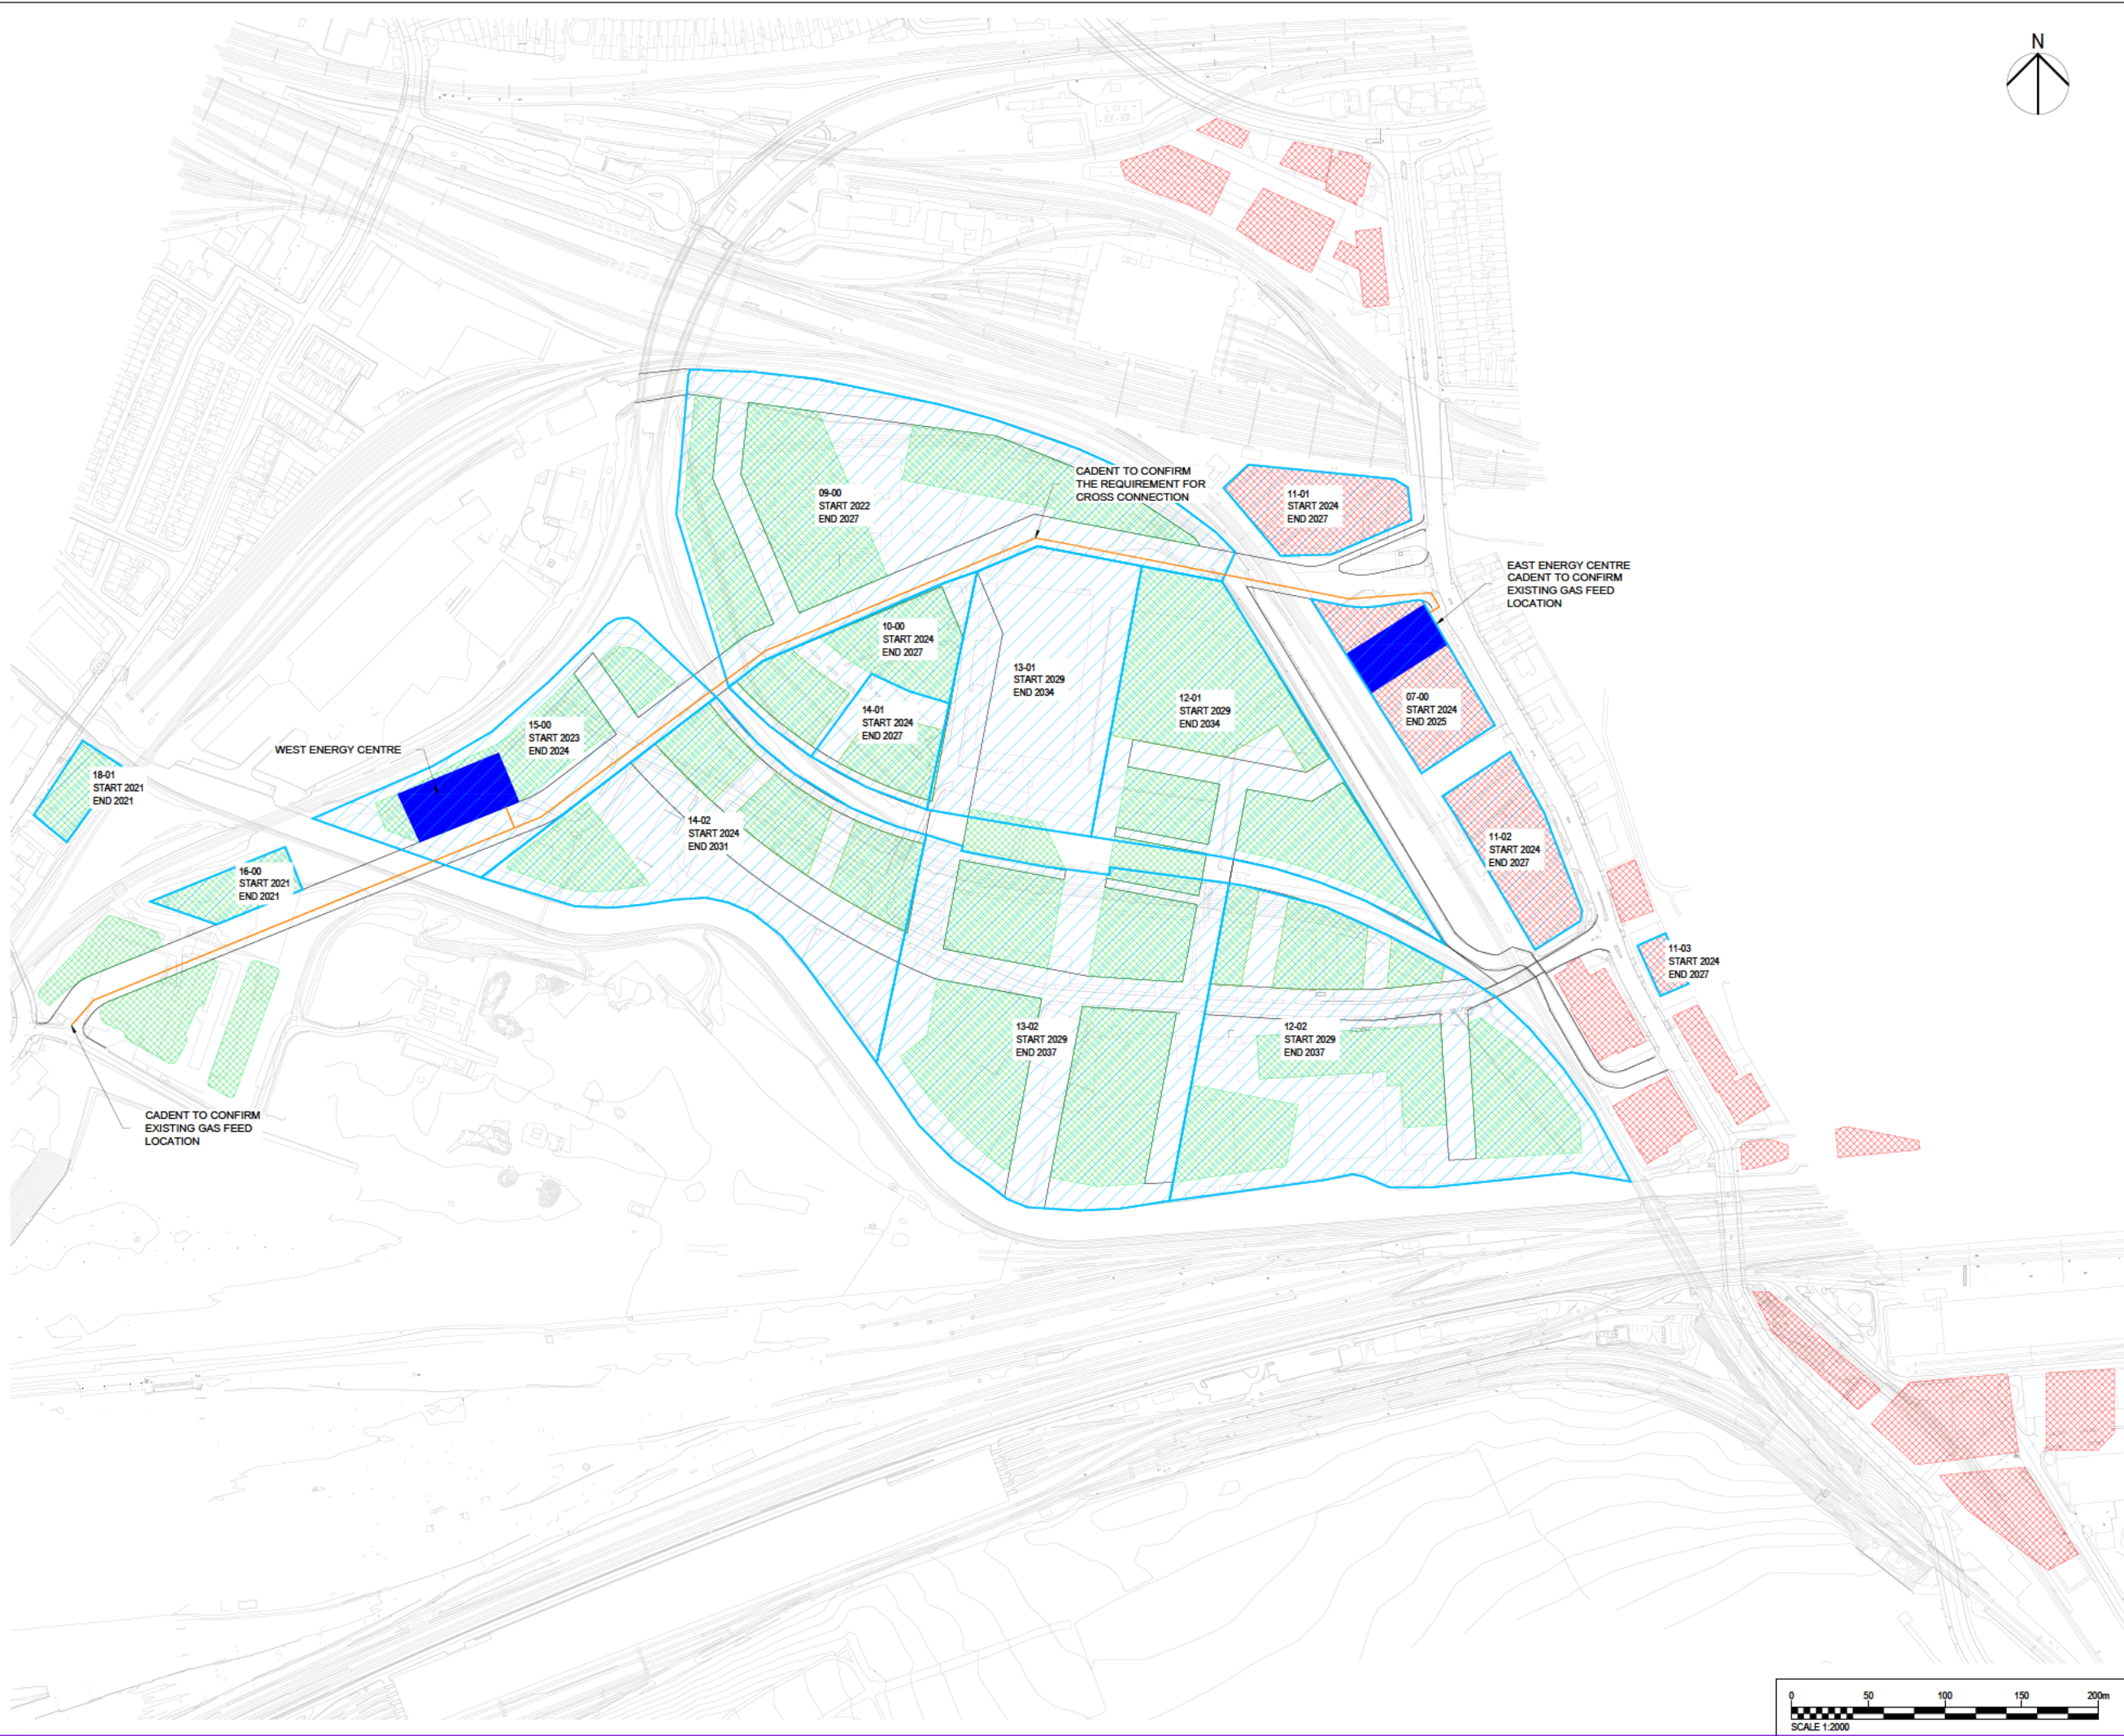 N
CADENT TO CONFIRM
THE REQUIREMENT FOR
CROSS CONNECTION
09-00
START 2022
END 2027
11-01
START 2024
END 2027
EAST ENERGY CENTRE
CADENT TO CONFIRM
EXISTING GAS FEED
LOCATION
10-00
START 2024
END 2027
13-01
START 2029
END 2034
12-01
START 2029
END 2034
07-00
START 2024
END 2025
14-01
START 2024
END 2027
15-00
START 2023
END 2024
WEST ENERGY CENTRE
18-01
START 2021
END 2021
14-02
START 2024
END 2031
11-02
START 2024
END 2027
16-00
START 2021
END 2021
11-03
START 2024
END 2027
13-02
START 2029
END 2037
12-02
START 2029
END 2037
CADENT TO CONFIRM
EXISTING GAS FEED
LOCATION
0 50 100 150 200m
SCALE 1:2000